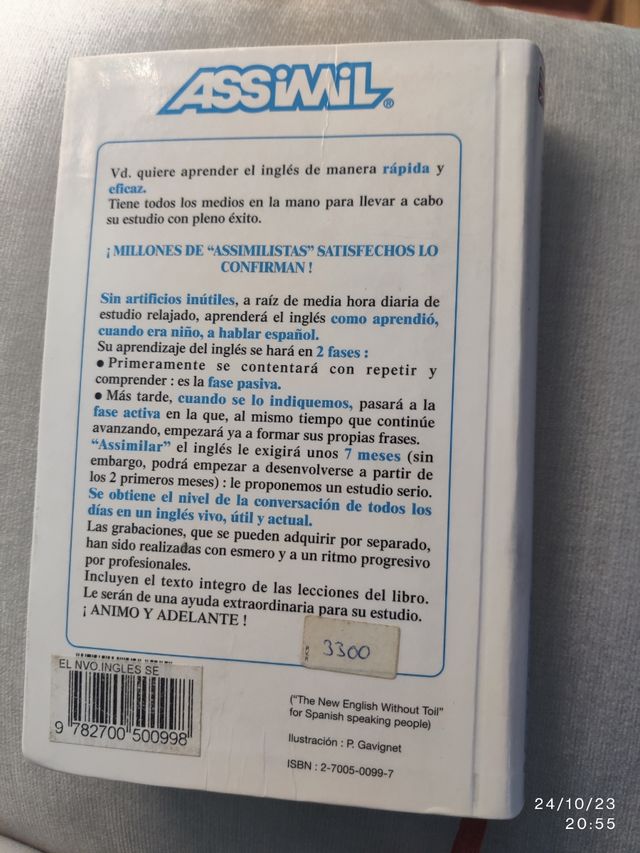 ASSIMIL®
Vd. quiere aprender el inglés de manera rápida y
eficaz.
Tiene todos los medios en la mano para llevar a cabo
su estudio con pleno éxito.
¡ MILLONES DE “ASSIMILISTAS” SATISFECHOS LO
CONFIRMAN !
Sin artificios inútiles, a raíz de media hora diaria de
estudio relajado, aprenderá el inglés como aprendió,
cuando era niño, a hablar español.
Su aprendizaje del inglés se hará en 2 fases :
● Primeramente se contentará con repetir y
comprender : es la fase pasiva.
● Más tarde, cuando se lo indiquemos, pasará a la
fase activa en la que, al mismo tiempo que continúe
avanzando, empezará ya a formar sus propias frases.
“Assimilar” el inglés le exigirá unos 7 meses (sin
embargo, podrá empezar a desenvolverse a partir de
los 2 primeros meses) : le proponemos un estudio serio.
Se obtiene el nivel de la conversación de todos los
días en un inglés vivo, útil y actual.
Las grabaciones, que se pueden adquirir por separado,
han sido realizadas con esmero y a un ritmo progresivo
por profesionales.
Incluyen el texto integro de las lecciones del libro.
Le serán de una ayuda extraordinaria para su estudio.
¡ ANIMO Y ADELANTE !
3300
EL NVO.INGLES SE
9 782700 500998
("The New English Without Toil"
for Spanish speaking people)
Ilustración : P. Gavignet
ISBN : 2-7005-0099-7
24/10/23
20:55